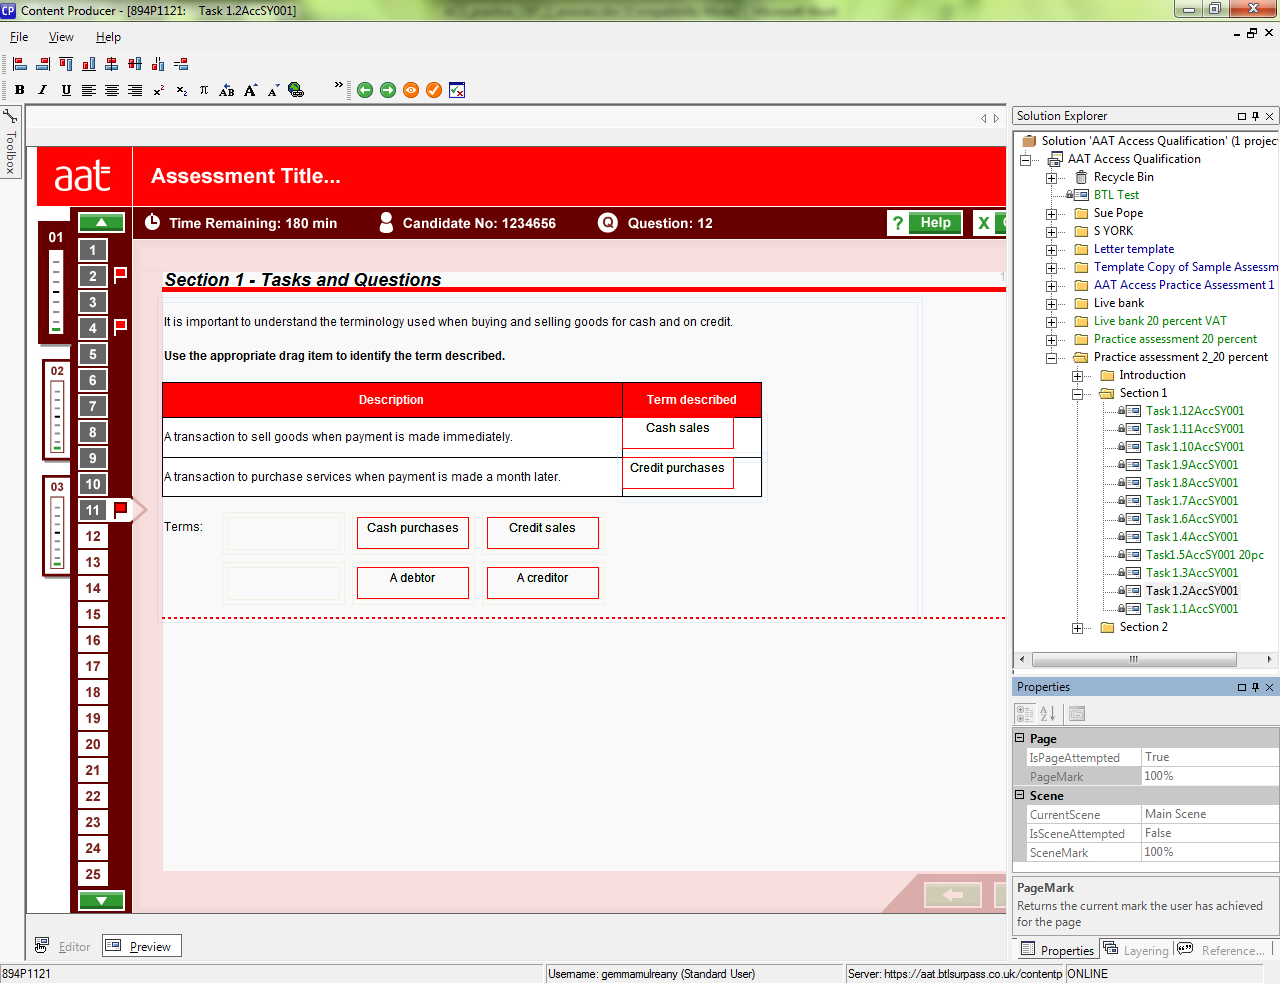 CP Content Producer - [894P1121: Task 1.2AccSY001]
File View Help
B I U x² x₂ π AB A A »
Toolbox
Solution Explorer
Solution 'AAT Access Qualification' (1 projec
AAT Access Qualification
Recycle Bin
BTL Test
Sue Pope
S YORK
Letter template
Template Copy of Sample Assessm
AAT Access Practice Assessment 1
Live bank
Live bank 20 percent VAT
Practice assessment 20 percent
Practice assessment 2_20 percent
Introduction
Section 1
Task 1.12AccSY001
Task 1.11AccSY001
Task 1.10AccSY001
Task 1.9AccSY001
Task 1.8AccSY001
Task 1.7AccSY001
Task 1.6AccSY001
Task 1.4AccSY001
Task1.5AccSY001 20pc
Task 1.3AccSY001
Task 1.2AccSY001
Task 1.1AccSY001
Section 2
aat
Assessment Title...
Time Remaining: 180 min Candidate No: 1234656 Q Question: 12 ? Help X
01
02
03
1
2
3
4
5
6
7
8
9
10
11
12
13
14
15
16
17
18
19
20
21
22
23
24
25
Section 1 - Tasks and Questions 1
It is important to understand the terminology used when buying and selling goods for cash and on credit.
Use the appropriate drag item to identify the term described.
Description Term described
A transaction to sell goods when payment is made immediately. Cash sales
A transaction to purchase services when payment is made a month later. Credit purchases
Terms: Cash purchases Credit sales
A debtor A creditor
Properties
Page
IsPageAttempted True
PageMark 100%
Scene
CurrentScene Main Scene
IsSceneAttempted False
SceneMark 100%
PageMark
Returns the current mark the user has achieved
for the page
Editor Preview
Properties Layering Reference...
894P1121 Username: gemmamulreany (Standard User) Server: https://aat.btlsurpass.co.uk/contentp ONLINE